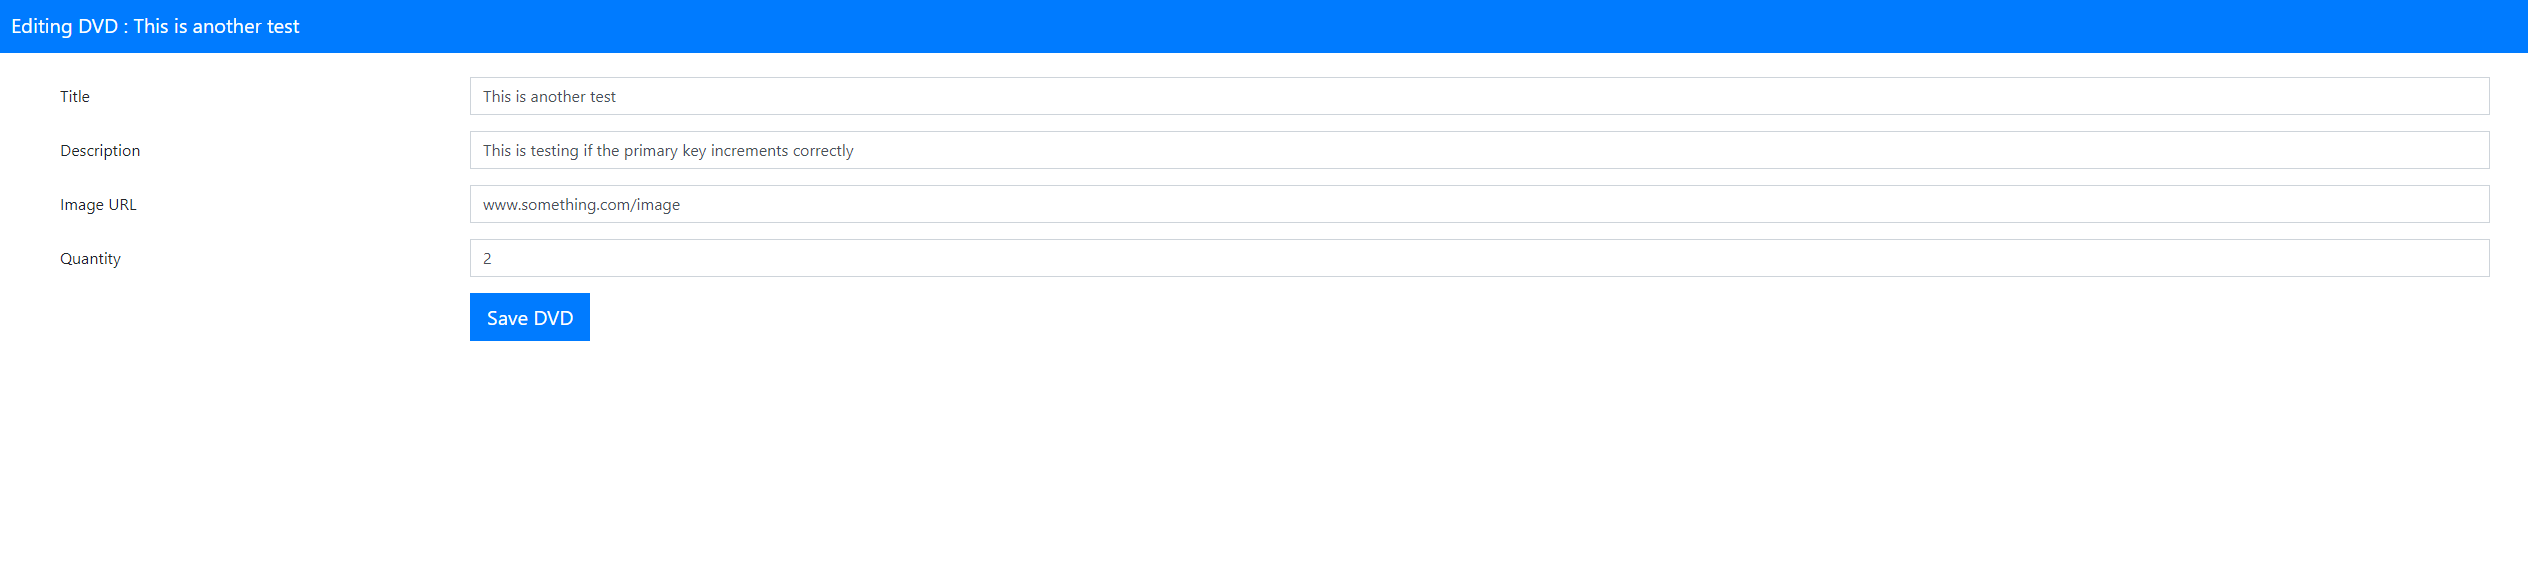 Editing DVD : This is another test
Title
This is another test
Description
This is testing if the primary key increments correctly
Image URL
www.something.com/image
Quantity
2
Save DVD